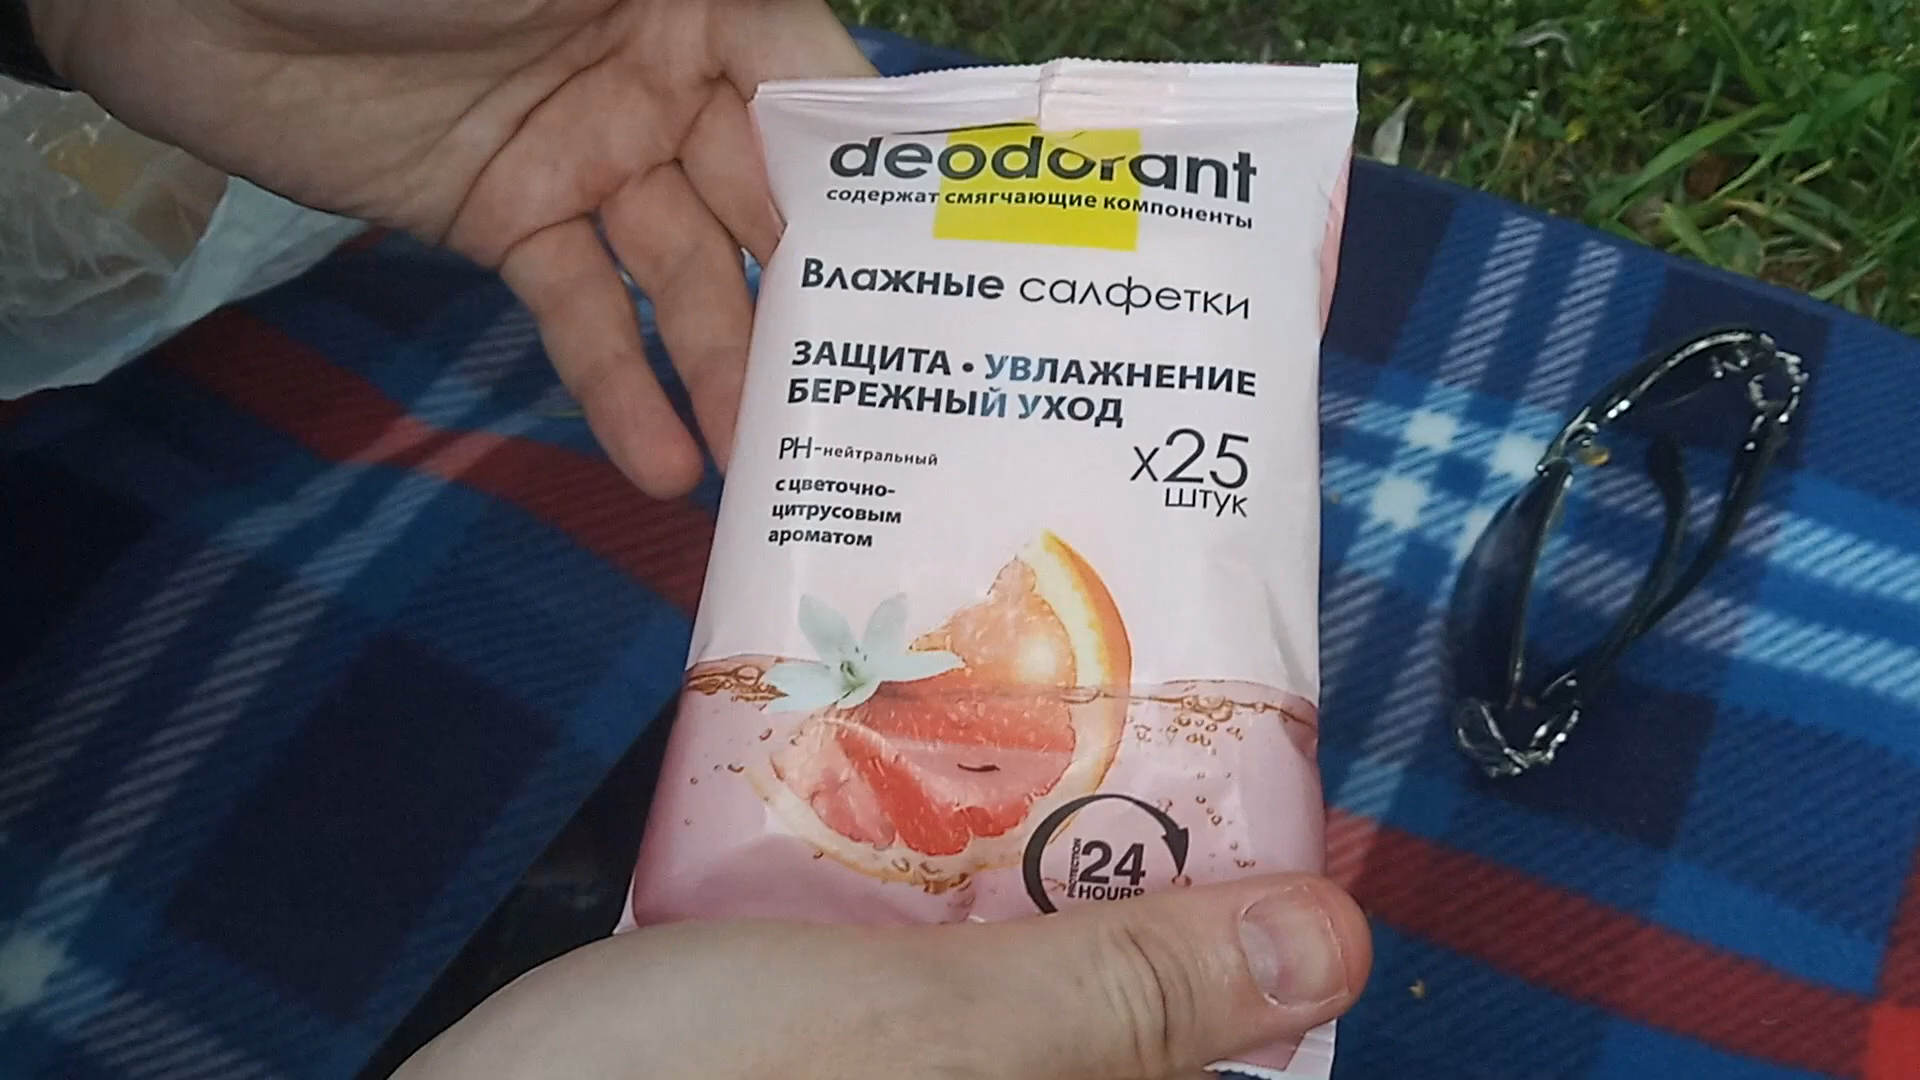 deodorant
содержат смягчающие компоненты
Влажные салфетки
ЗАЩИТА • УВЛАЖНЕНИЕ
БЕРЕЖНЫЙ УХОД
PH-нейтральный
x25
ШТУК
с цветочно-
цитрусовым
ароматом
PROTECTION
24
HOURS